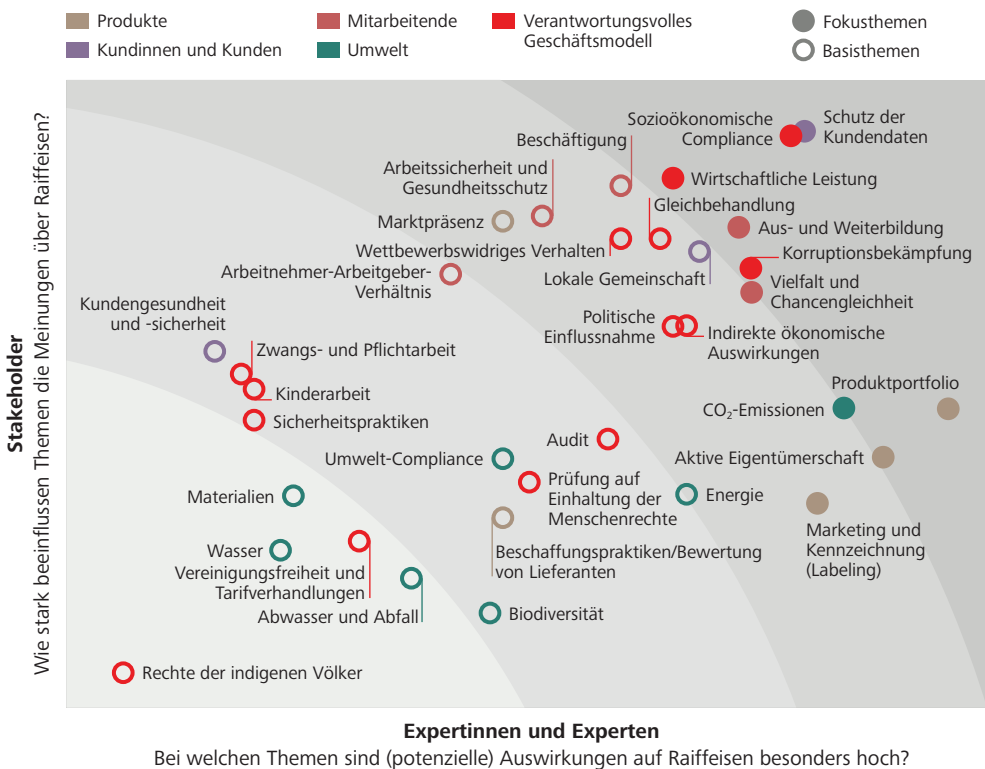 Produkte
Kundinnen und Kunden
Mitarbeitende
Umwelt
Verantwortungsvolles
Geschäftsmodell
Fokusthemen
Basisthemen
Stakeholder
Wie stark beeinflussen Themen die Meinungen über Raiffeisen?
Sozioökonomische
Compliance
Schutz der
Kundendaten
Beschäftigung
Arbeitssicherheit und
Gesundheitsschutz
Wirtschaftliche Leistung
Gleichbehandlung
Marktpräsenz
Aus- und Weiterbildung
Wettbewerbswidriges Verhalten
Korruptionsbekämpfung
Arbeitnehmer-Arbeitgeber-
Verhältnis
Lokale Gemeinschaft
Vielfalt und
Chancengleichheit
Kundengesundheit
und -sicherheit
Politische
Einflussnahme
Indirekte ökonomische
Auswirkungen
Zwangs- und Pflichtarbeit
Kinderarbeit
Sicherheitspraktiken
Produktportfolio
CO₂-Emissionen
Audit
Umwelt-Compliance
Aktive Eigentümerschaft
Prüfung auf
Einhaltung der
Menschenrechte
Energie
Materialien
Marketing und
Kennzeichnung
(Labeling)
Wasser
Beschaffungspraktiken/Bewertung
von Lieferanten
Vereinigungsfreiheit und
Tarifverhandlungen
Abwasser und Abfall
Biodiversität
Rechte der indigenen Völker
Expertinnen und Experten
Bei welchen Themen sind (potenzielle) Auswirkungen auf Raiffeisen besonders hoch?